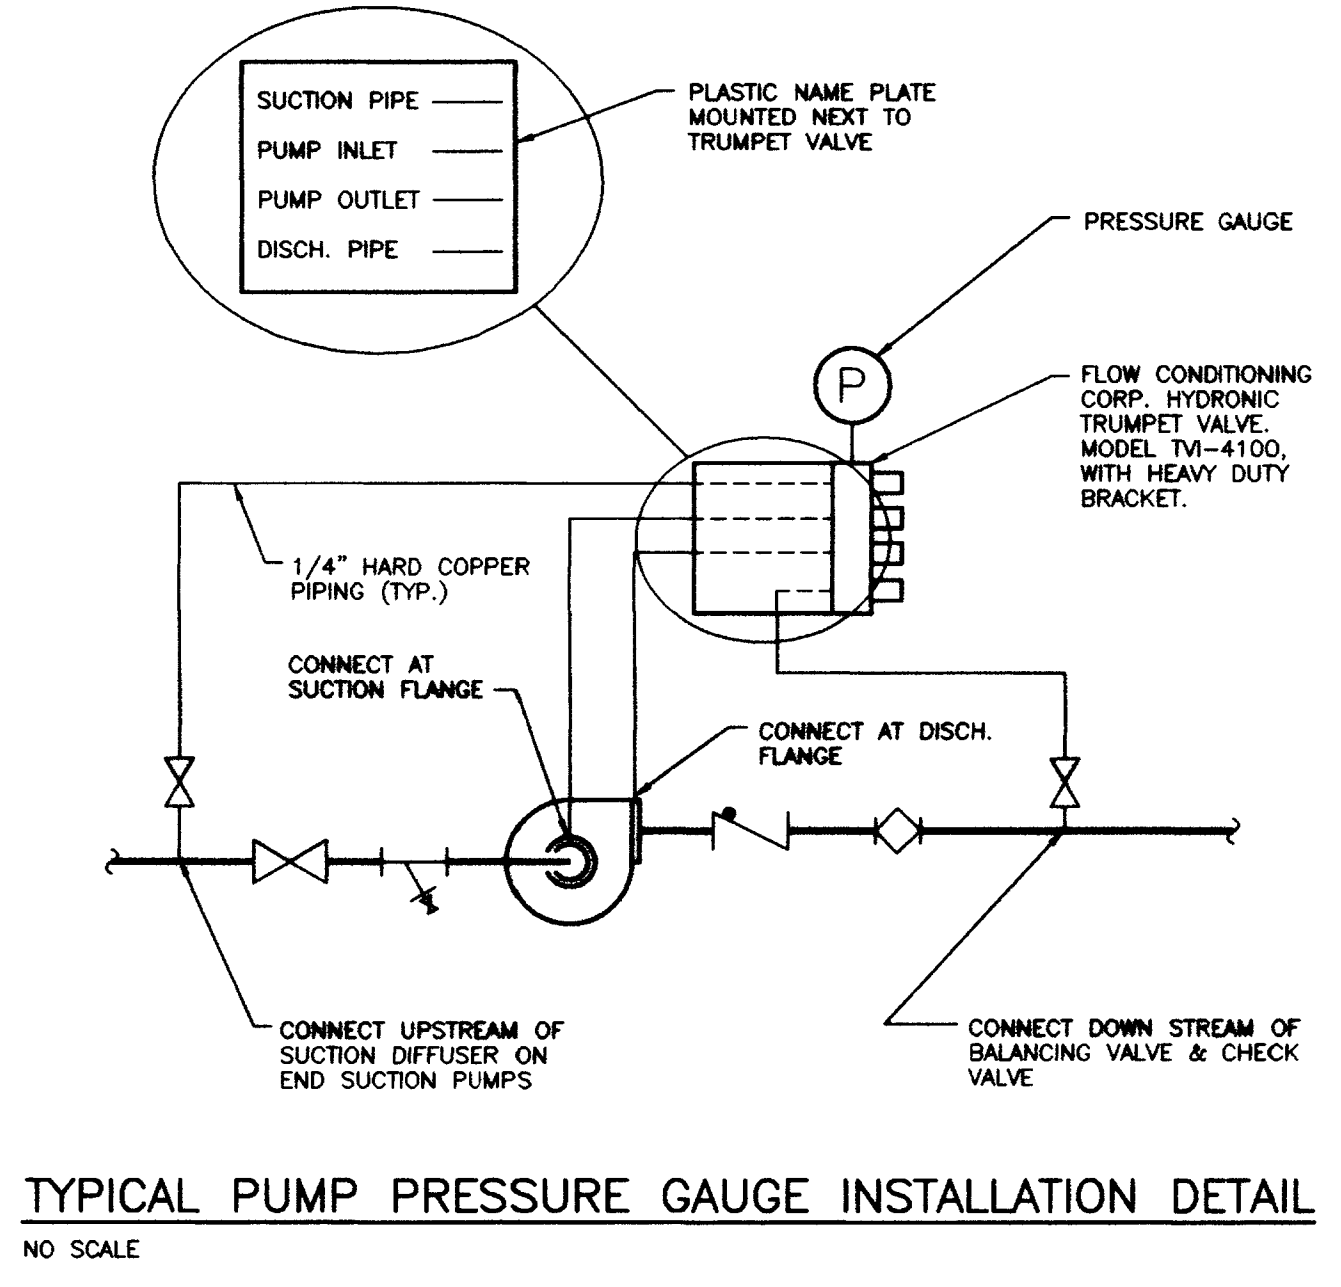 SUCTION PIPE
PUMP INLET
PUMP OUTLET
DISCH. PIPE
PLASTIC NAME PLATE
MOUNTED NEXT TO
TRUMPET VALVE
PRESSURE GAUGE
P
FLOW CONDITIONING
CORP. HYDRONIC
TRUMPET VALVE.
MODEL TVI-4100,
WITH HEAVY DUTY
BRACKET.
1/4" HARD COPPER
PIPING (TYP.)
CONNECT AT
SUCTION FLANGE
CONNECT AT DISCH.
FLANGE
CONNECT UPSTREAM OF
SUCTION DIFFUSER ON
END SUCTION PUMPS
CONNECT DOWN STREAM OF
BALANCING VALVE & CHECK
VALVE
TYPICAL PUMP PRESSURE GAUGE INSTALLATION DETAIL
NO SCALE